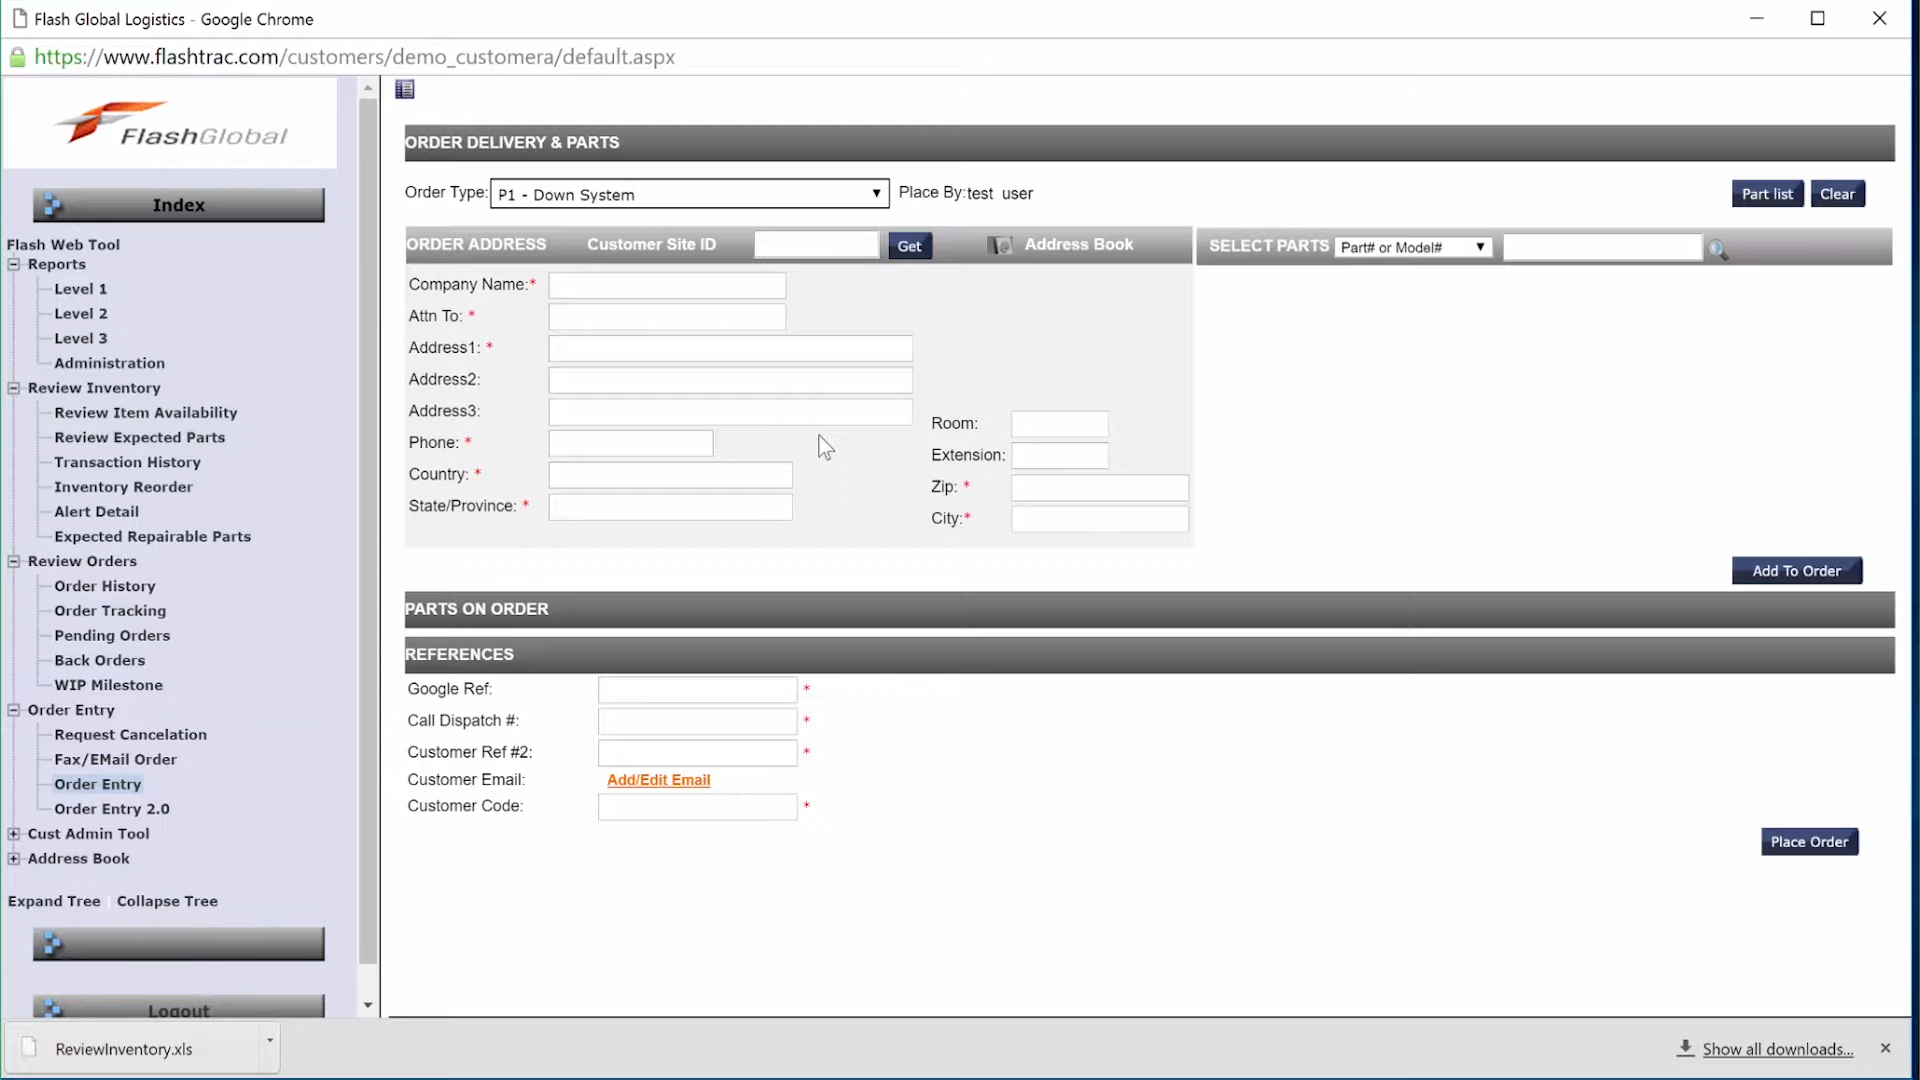 Flash Global Logistics - Google Chrome
https://www.flashtrac.com/customers/demo_customera/default.aspx
FlashGlobal
Index
Flash Web Tool
Reports
Level 1
Level 2
Level 3
Administration
Review Inventory
Review Item Availability
Review Expected Parts
Transaction History
Inventory Reorder
Alert Detail
Expected Repairable Parts
Review Orders
Order History
Order Tracking
Pending Orders
Back Orders
WIP Milestone
Order Entry
Request Cancelation
Fax/EMail Order
Order Entry
Order Entry 2.0
Cust Admin Tool
Address Book
Expand Tree | Collapse Tree
Logout
ORDER DELIVERY & PARTS
Order Type: P1 - Down System Place By: test user Part list Clear
ORDER ADDRESS Customer Site ID Get Address Book SELECT PARTS Part# or Model#
Company Name:*
Attn To: *
Address1: *
Address2:
Address3:
Phone: *
Country: *
State/Province: *
Room:
Extension:
Zip: *
City:*
Add To Order
PARTS ON ORDER
REFERENCES
Google Ref: *
Call Dispatch #: *
Customer Ref #2: *
Customer Email: Add/Edit Email
Customer Code: *
Place Order
ReviewInventory.xls
Show all downloads...